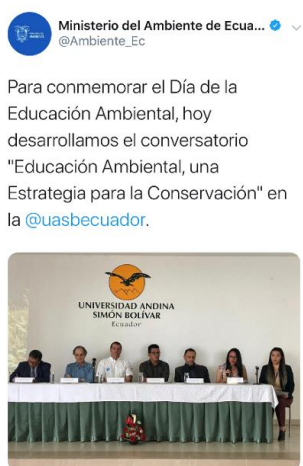 Ministerio del Ambiente de Ecua...
@Ambiente_Ec
Para conmemorar el Día de la
Educación Ambiental, hoy
desarrollamos el conversatorio
"Educación Ambiental, una
Estrategia para la Conservación" en
la @uasbecuador.
UNIVERSIDAD ANDINA
SIMÓN BOLÍVAR
Ecuador